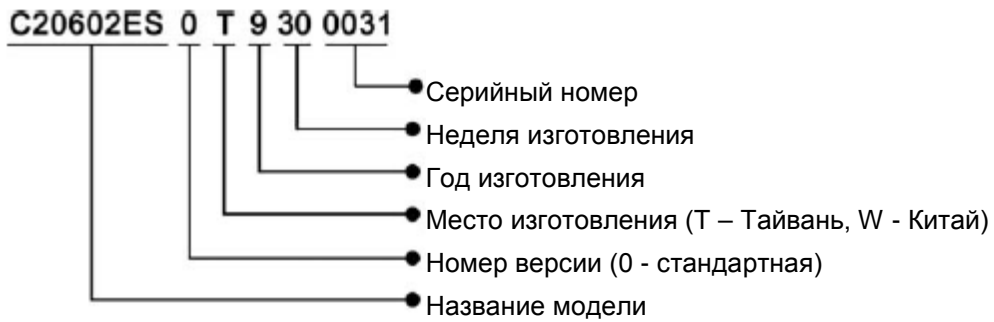 C20602ES 0 T 9 30 0031
Серийный номер
Неделя изготовления
Год изготовления
Место изготовления (T – Тайвань, W - Китай)
Номер версии (0 - стандартная)
Название модели